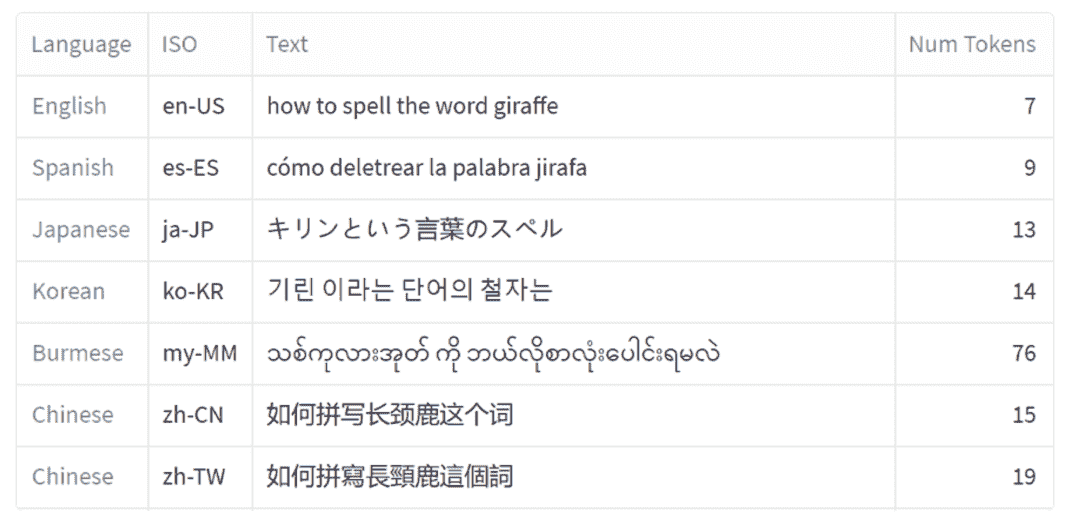 Language ISO Text Num Tokens
English en-US how to spell the word giraffe 7
Spanish es-ES cómo deletrear la palabra jirafa 9
Japanese ja-JP キリンという言葉のスペル 13
Korean ko-KR 기린 이라는 단어의 철자는 14
Burmese my-MM သစ်ကုလားအုတ် ကို ဘယ်လိုစာလုံးပေါင်းရမလဲ 76
Chinese zh-CN 如何拼写长颈鹿这个词 15
Chinese zh-TW 如何拼寫長頸鹿這個詞 19